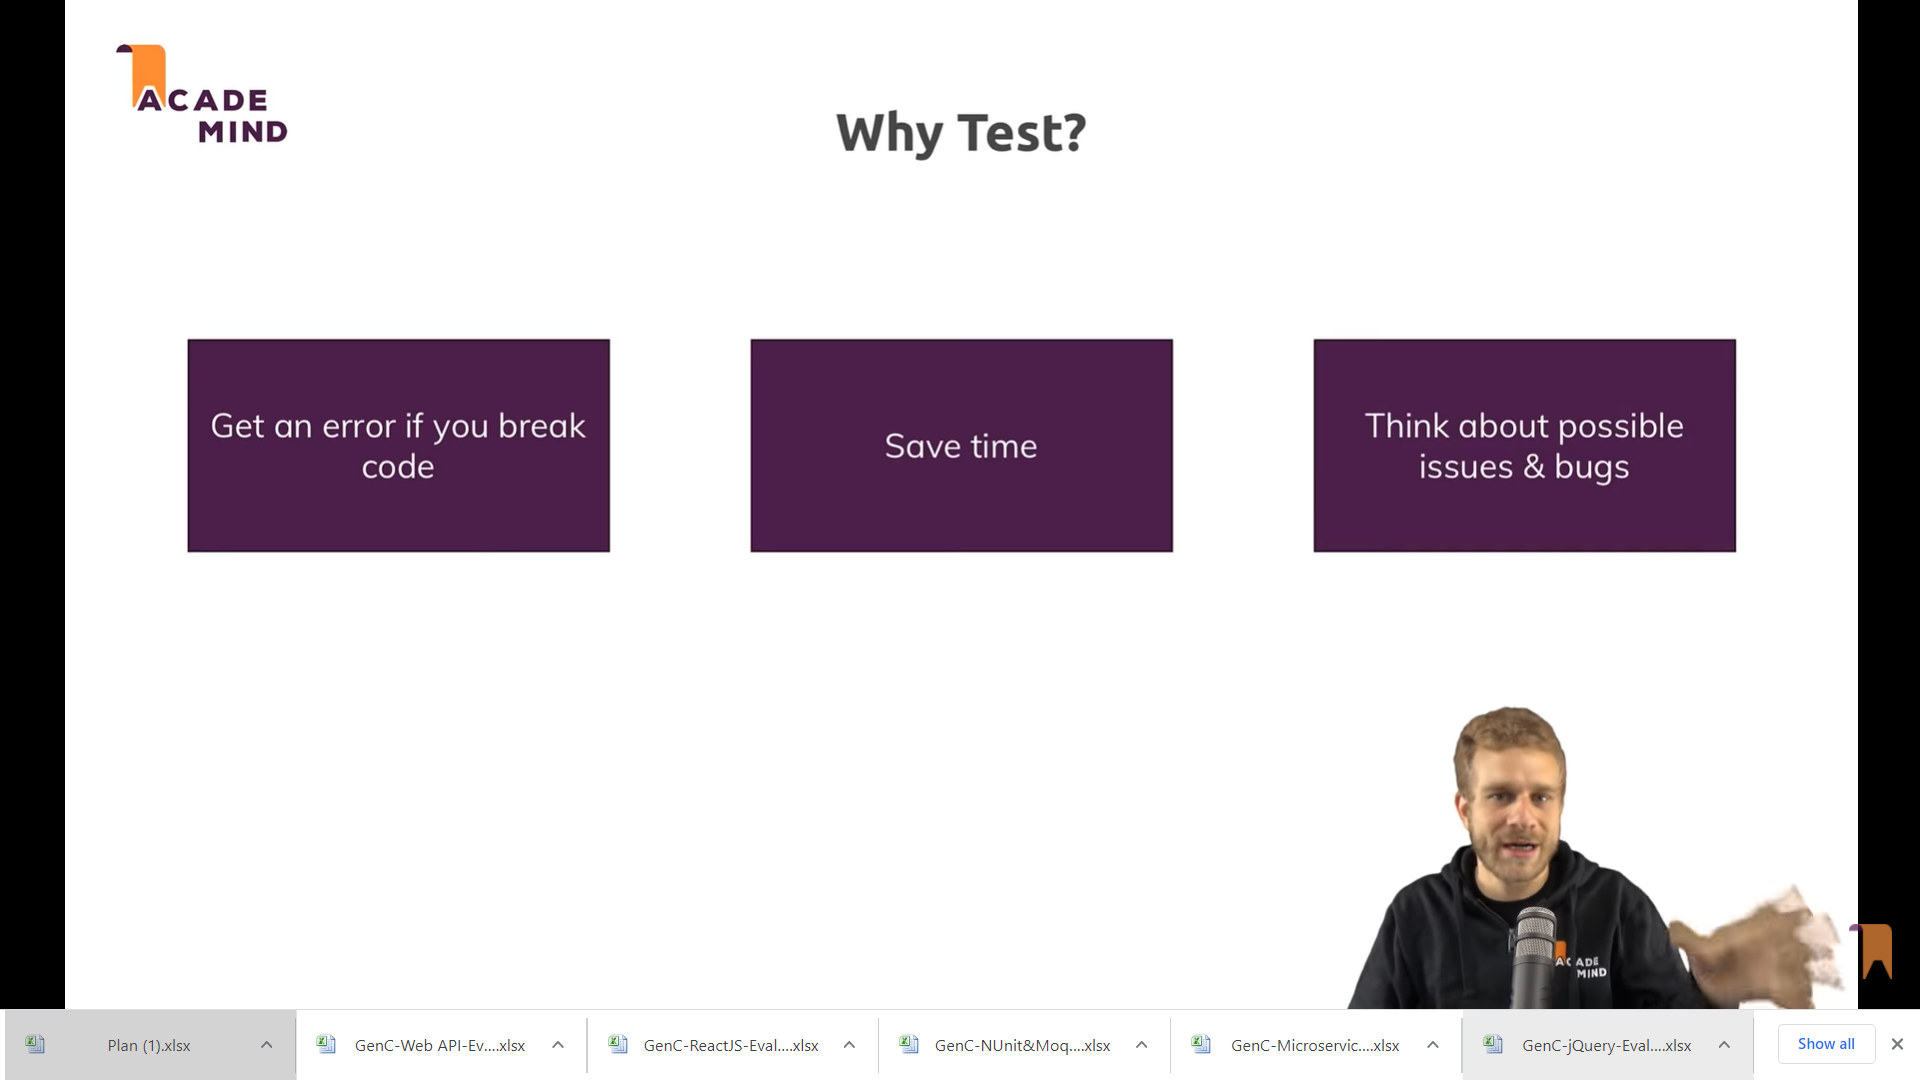 ACADE
MIND
Why Test?
Get an error if you break
code
Save time
Think about possible
issues & bugs
ACADE
MIND
Plan (1).xlsx
GenC-Web API-Ev....xlsx
GenC-ReactJS-Eval....xlsx
GenC-NUnit&Moq....xlsx
GenC-Microservic....xlsx
GenC-jQuery-Eval....xlsx
Show all